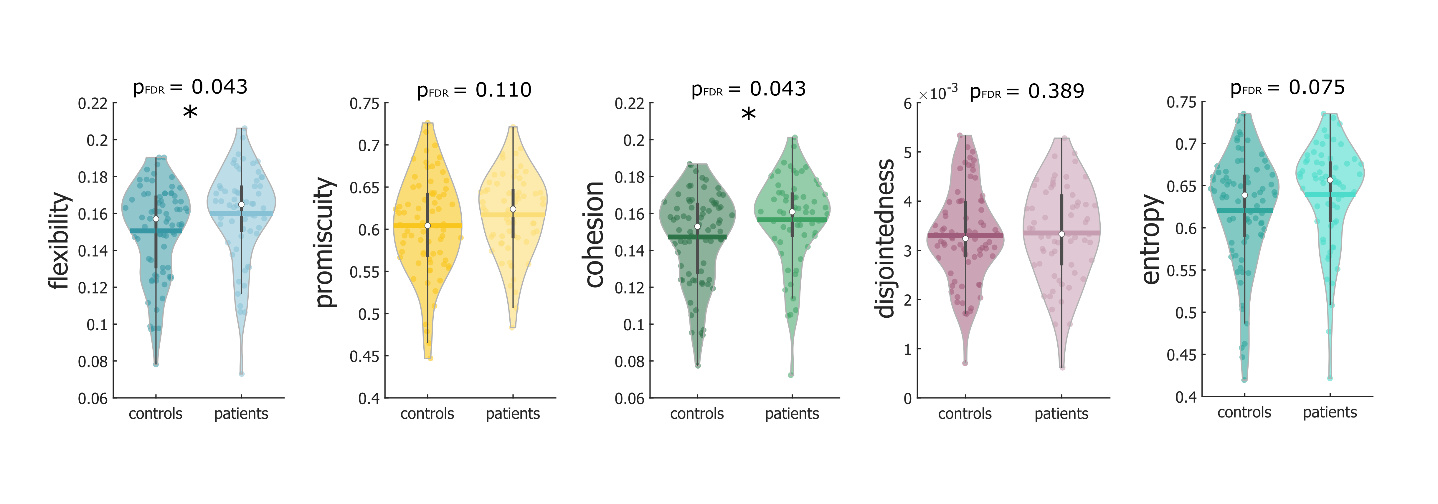 pFDR = 0.043
*
flexibility
0.22
0.2
0.18
0.16
0.14
0.12
0.1
0.08
0.06
controls patients
pFDR = 0.110
promiscuity
0.75
0.7
0.65
0.6
0.55
0.5
0.45
0.4
controls patients
pFDR = 0.043
*
cohesion
0.22
0.2
0.18
0.16
0.14
0.12
0.1
0.08
0.06
controls patients
×10⁻³ pFDR = 0.389
disjointedness
6
5
4
3
2
1
0
controls patients
pFDR = 0.075
entropy
0.75
0.7
0.65
0.6
0.55
0.5
0.45
0.4
controls patients